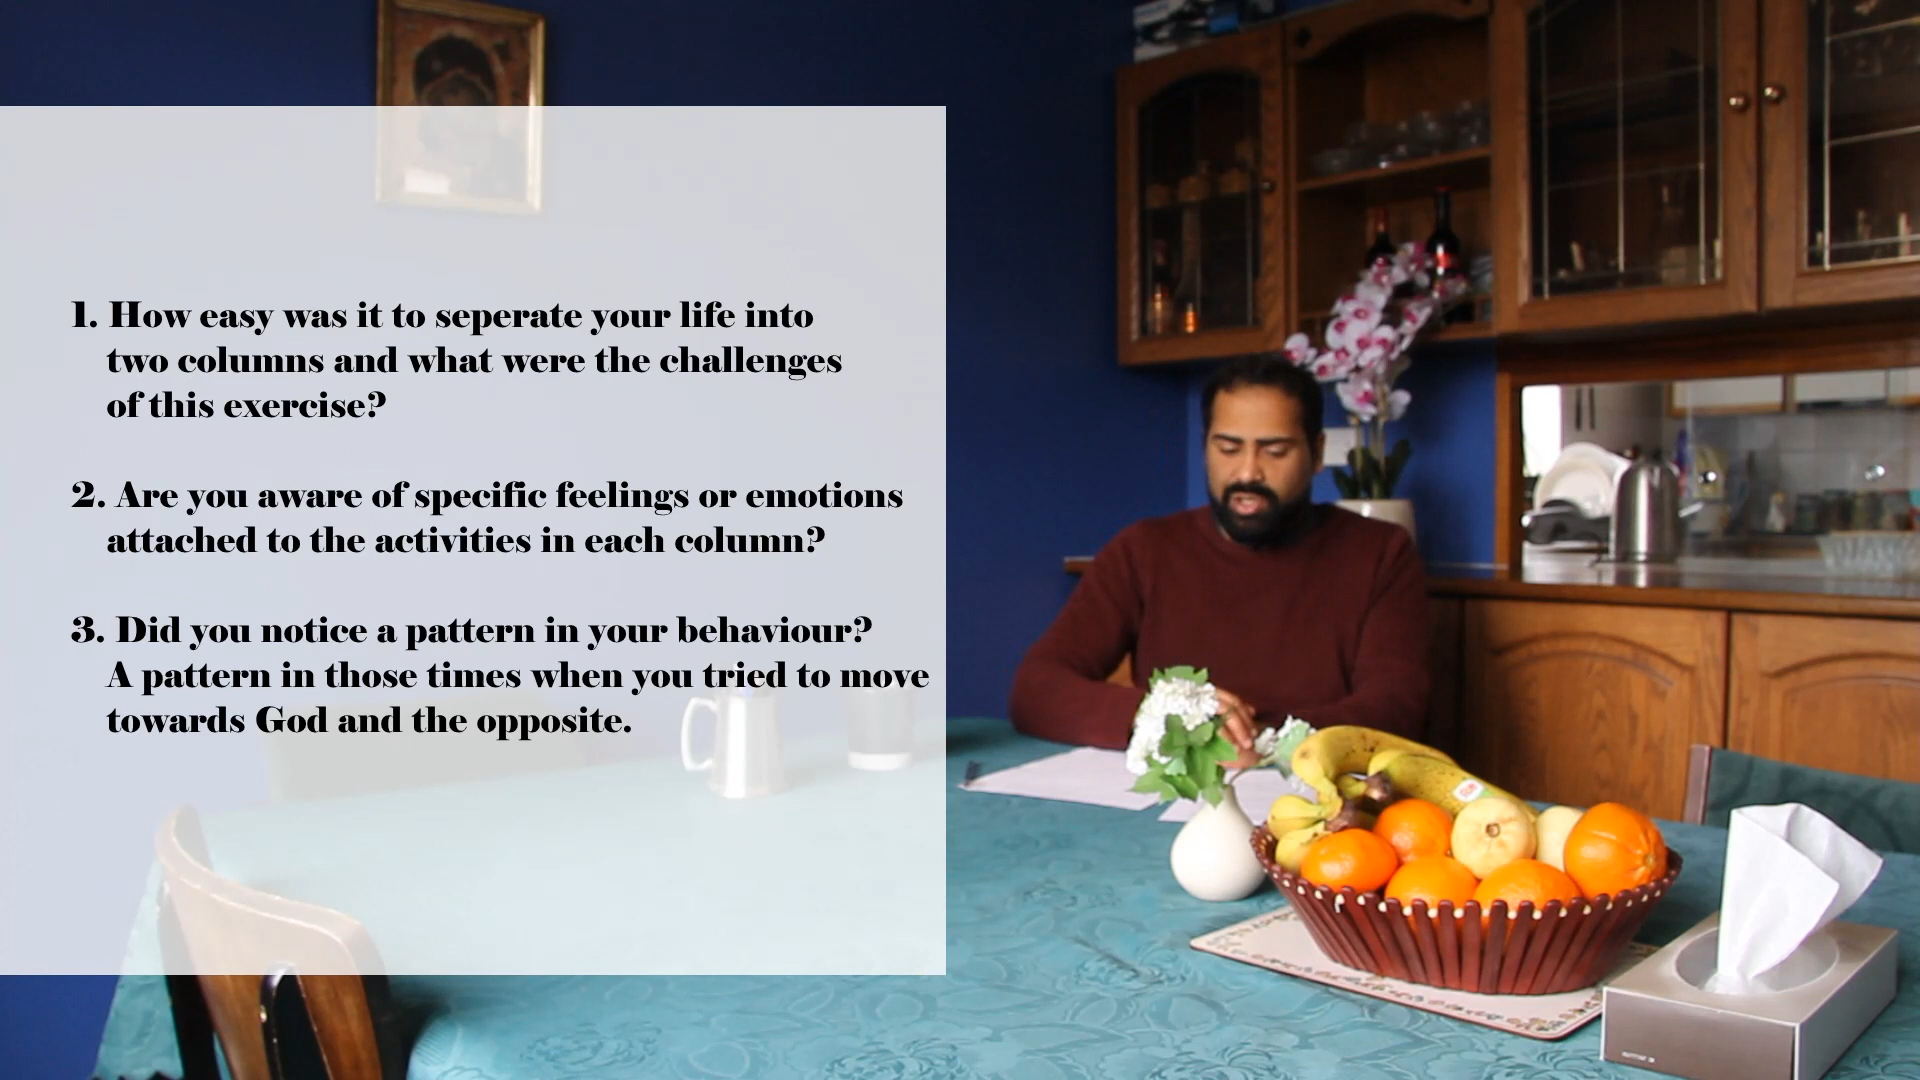 1. How easy was it to seperate your life into
two columns and what were the challenges
of this exercise?
2. Are you aware of specific feelings or emotions
attached to the activities in each column?
3. Did you notice a pattern in your behaviour?
A pattern in those times when you tried to move
towards God and the opposite.